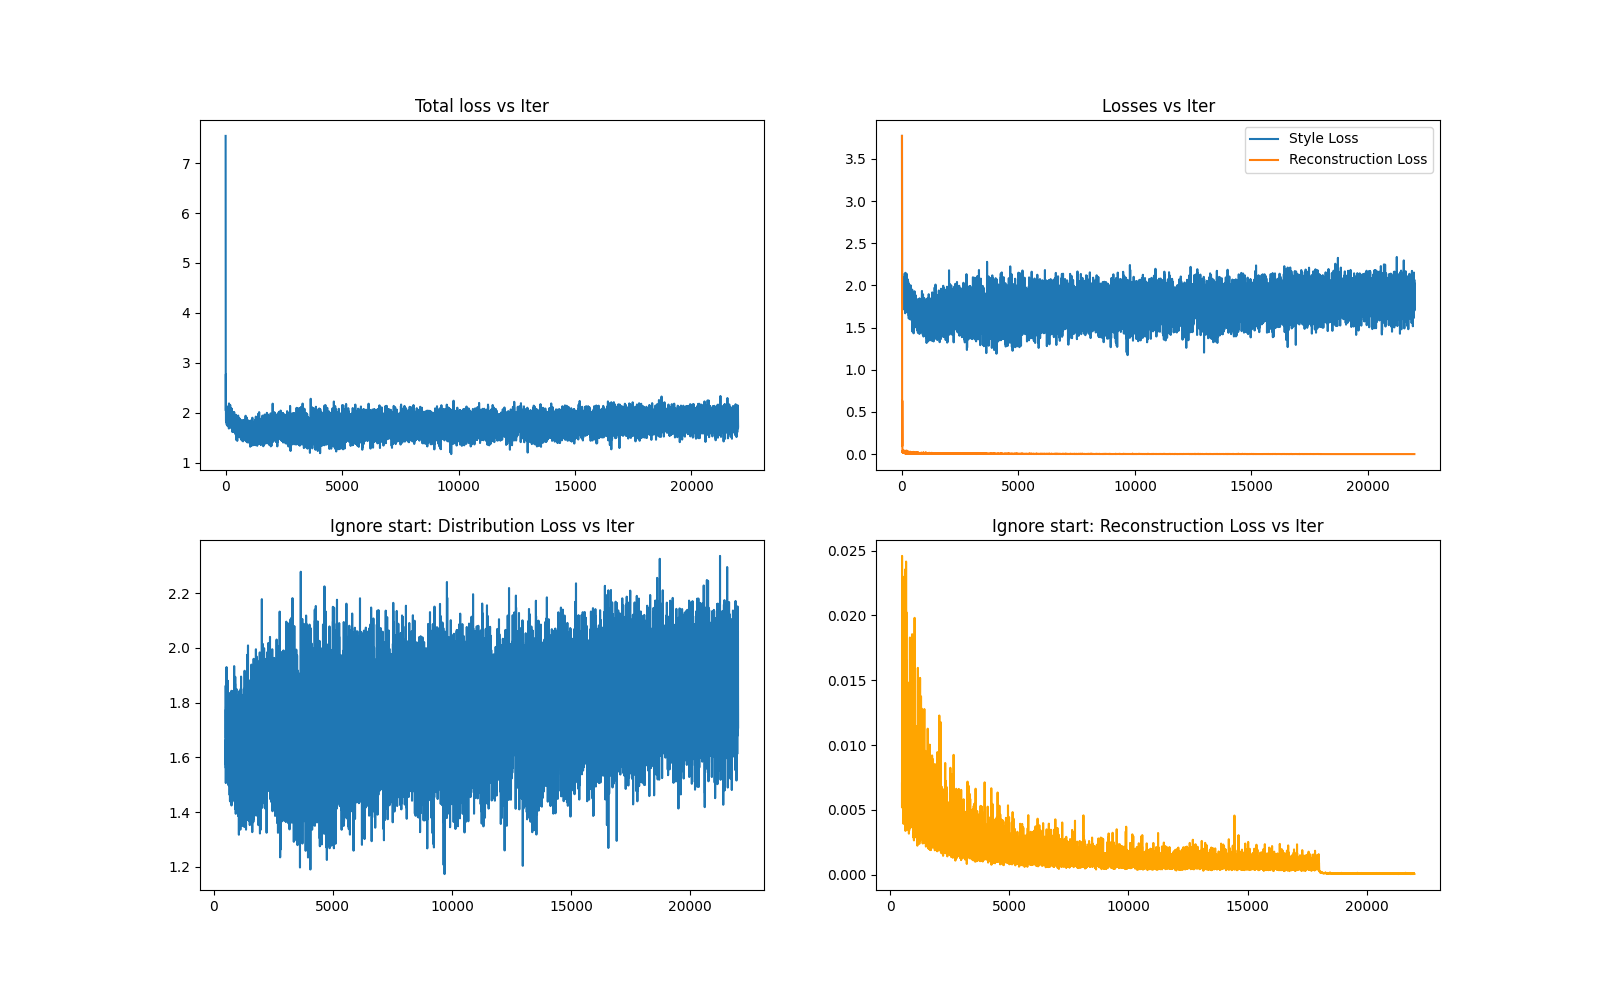 Total loss vs Iter
7
6
5
4
3
2
1
0 5000 10000 15000 20000
Losses vs Iter
Style Loss
Reconstruction Loss
3.5
3.0
2.5
2.0
1.5
1.0
0.5
0.0
0 5000 10000 15000 20000
Ignore start: Distribution Loss vs Iter
2.2
2.0
1.8
1.6
1.4
1.2
0 5000 10000 15000 20000
Ignore start: Reconstruction Loss vs Iter
0.025
0.020
0.015
0.010
0.005
0.000
0 5000 10000 15000 20000